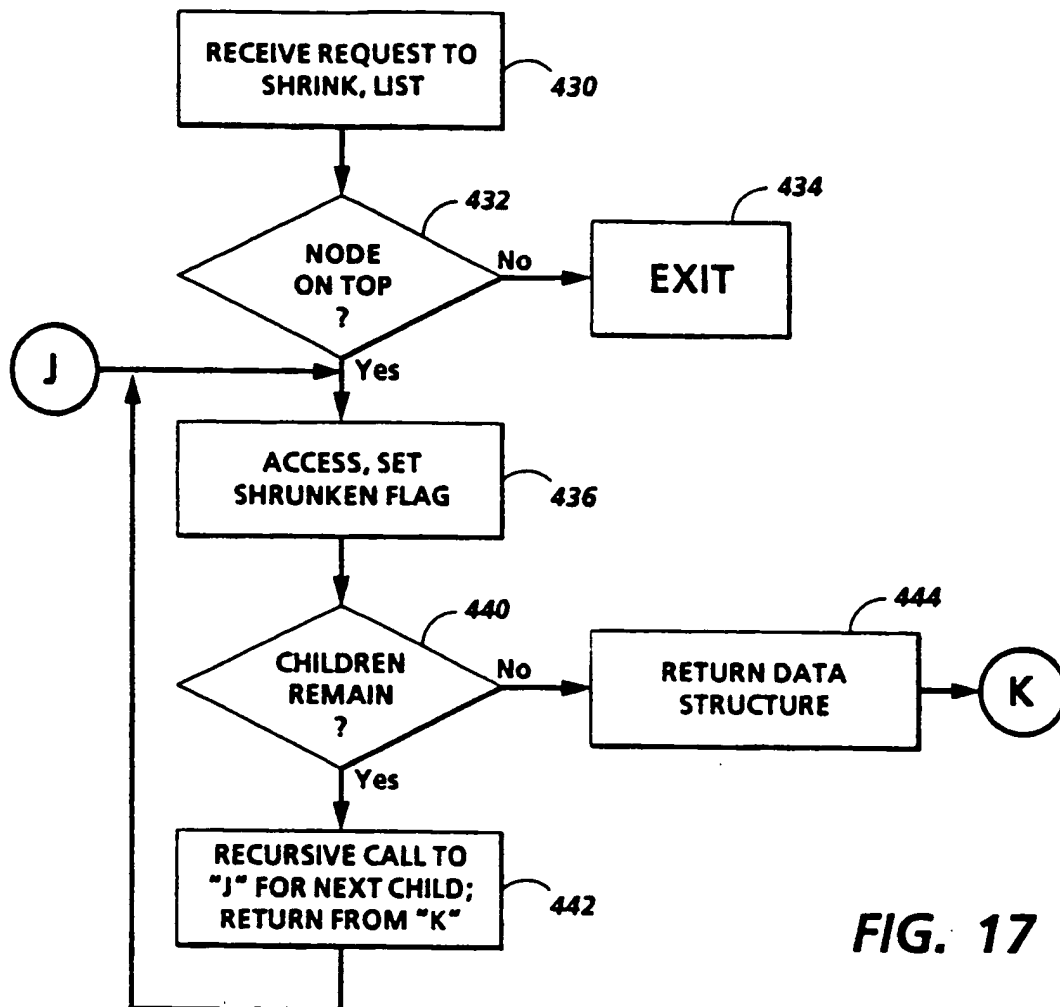 RECEIVE REQUEST TO
SHRINK, LIST
430
432
434
NODE
ON TOP
?
No
EXIT
J
Yes
ACCESS, SET
SHRUNKEN FLAG
436
440
444
CHILDREN
REMAIN
?
No
RETURN DATA
STRUCTURE
K
Yes
RECURSIVE CALL TO
"J" FOR NEXT CHILD;
RETURN FROM "K"
442
FIG. 17